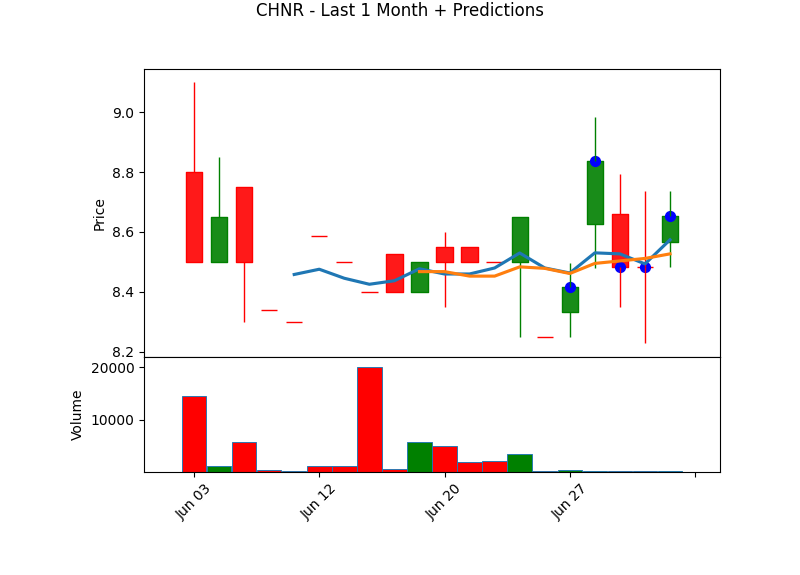 CHNR - Last 1 Month + Predictions
Price
9.0
8.8
8.6
8.4
8.2
Volume
20000
10000
Jun 03
Jun 12
Jun 20
Jun 27